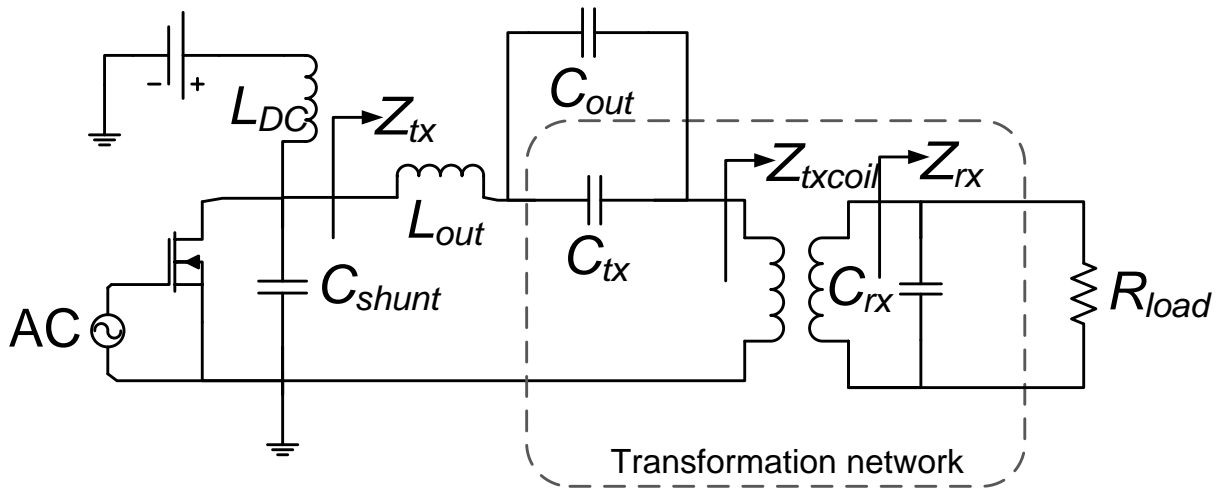 C_out
− +
L_DC
Z_tx
Z_txcoil
Z_rx
L_out
C_tx
C_shunt
C_rx
R_load
AC
Transformation network